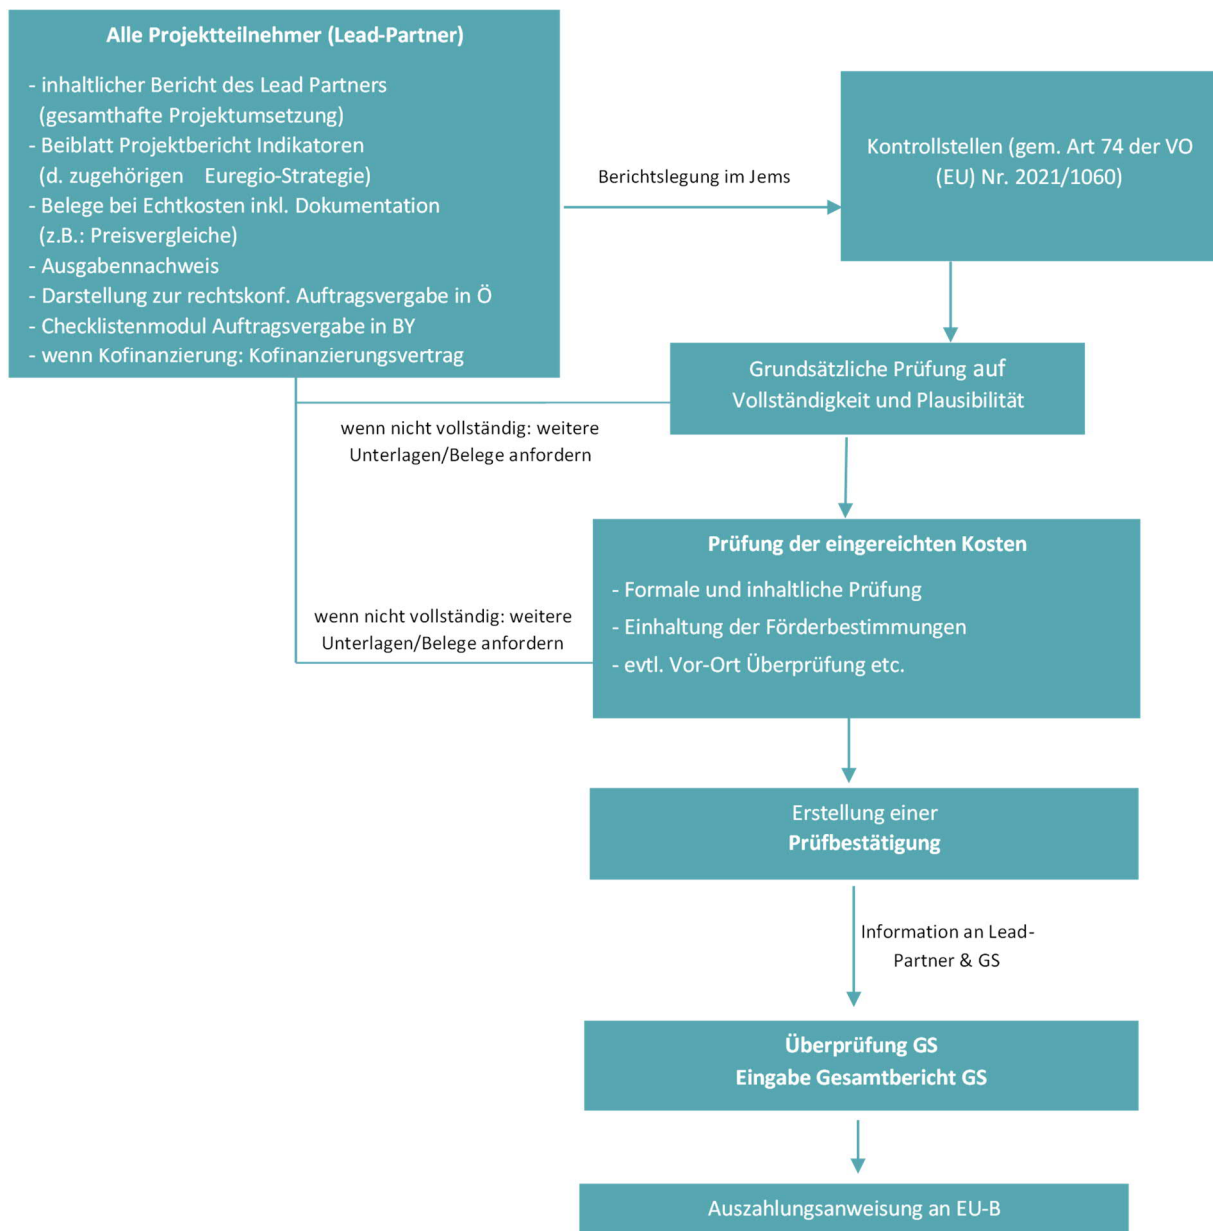 Alle Projektteilnehmer (Lead-Partner)
- inhaltlicher Bericht des Lead Partners
(gesamthafte Projektumsetzung)
- Beiblatt Projektbericht Indikatoren
(d. zugehörigen Euregio-Strategie)
- Belege bei Echtkosten inkl. Dokumentation
(z.B.: Preisvergleiche)
- Ausgabennachweis
- Darstellung zur rechtskonf. Auftragsvergabe in Ö
- Checklistenmodul Auftragsvergabe in BY
- wenn Kofinanzierung: Kofinanzierungsvertrag
Berichtslegung im Jems
Kontrollstellen (gem. Art 74 der VO
(EU) Nr. 2021/1060)
Grundsätzliche Prüfung auf
Vollständigkeit und Plausibilität
wenn nicht vollständig: weitere
Unterlagen/Belege anfordern
Prüfung der eingereichten Kosten
- Formale und inhaltliche Prüfung
- Einhaltung der Förderbestimmungen
- evtl. Vor-Ort Überprüfung etc.
wenn nicht vollständig: weitere
Unterlagen/Belege anfordern
Erstellung einer
Prüfbestätigung
Information an Lead-
Partner & GS
Überprüfung GS
Eingabe Gesamtbericht GS
Auszahlungsanweisung an EU-B